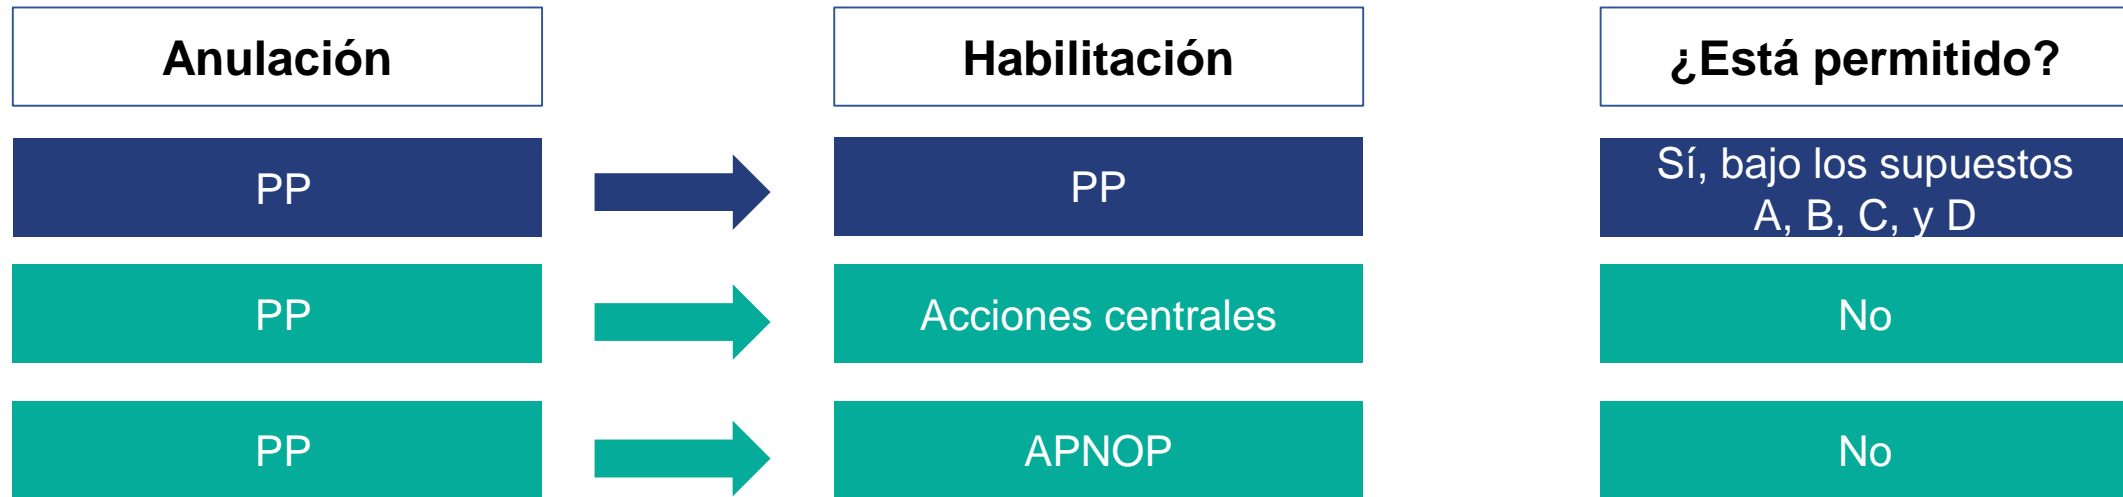 Anulación
Habilitación
¿Está permitido?
PP
PP
Sí, bajo los supuestos
A, B, C, y D
PP
Acciones centrales
No
PP
APNOP
No